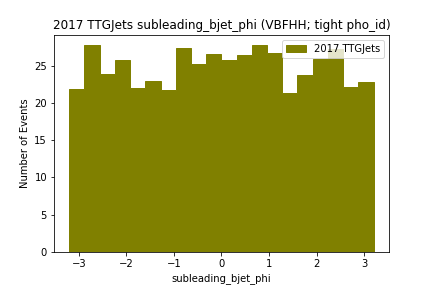 2017 TTGJets subleading_bjet_phi (VBFHH; tight pho_id)
2017 TTGJets
Number of Events
25
20
15
10
5
0
−3 −2 −1 0 1 2 3
subleading_bjet_phi